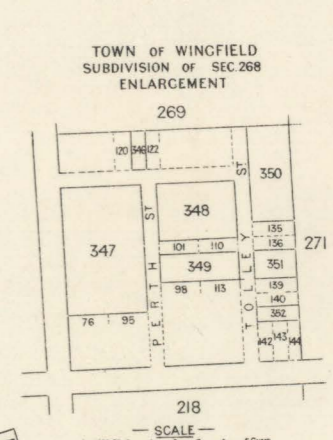 TOWN OF WINGFIELD
SUBDIVISION OF SEC.268
ENLARGEMENT
269
120 346 122
350
PERTH ST
TOLLEY ST
348
135
136
271
347
101 110
349
351
98 113
139
140
352
76 95
142 143 144
218
— SCALE —